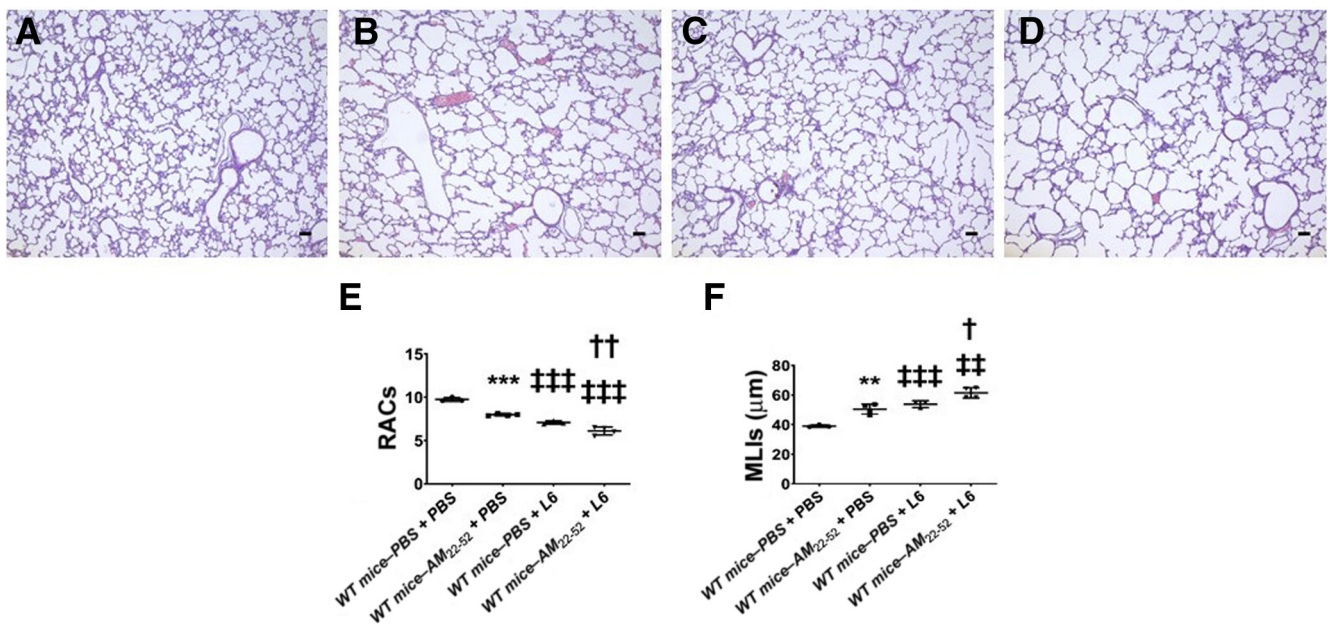 A B C D
E F
RACs
15
10
5
0
*** ‡‡‡ †† ‡‡‡
WT mice–PBS + PBS
WT mice–AM22-52 + PBS
WT mice–PBS + L6
WT mice–AM22-52 + L6
MLIs (μm)
80
60
40
20
0
** ‡‡‡ † ‡‡
WT mice–PBS + PBS
WT mice–AM22-52 + PBS
WT mice–PBS + L6
WT mice–AM22-52 + L6